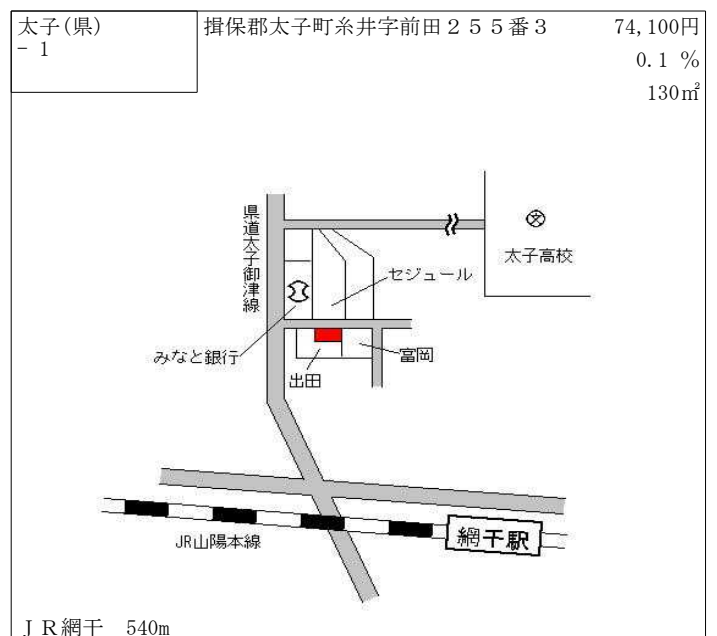 太子(県)
- 1
揖保郡太子町糸井字前田２５５番３
74,100円
0.1 %
130㎡
県道太子御津線
太子高校
セジュール
みなと銀行
富岡
出田
JR山陽本線
網干駅
ＪＲ網干 540m